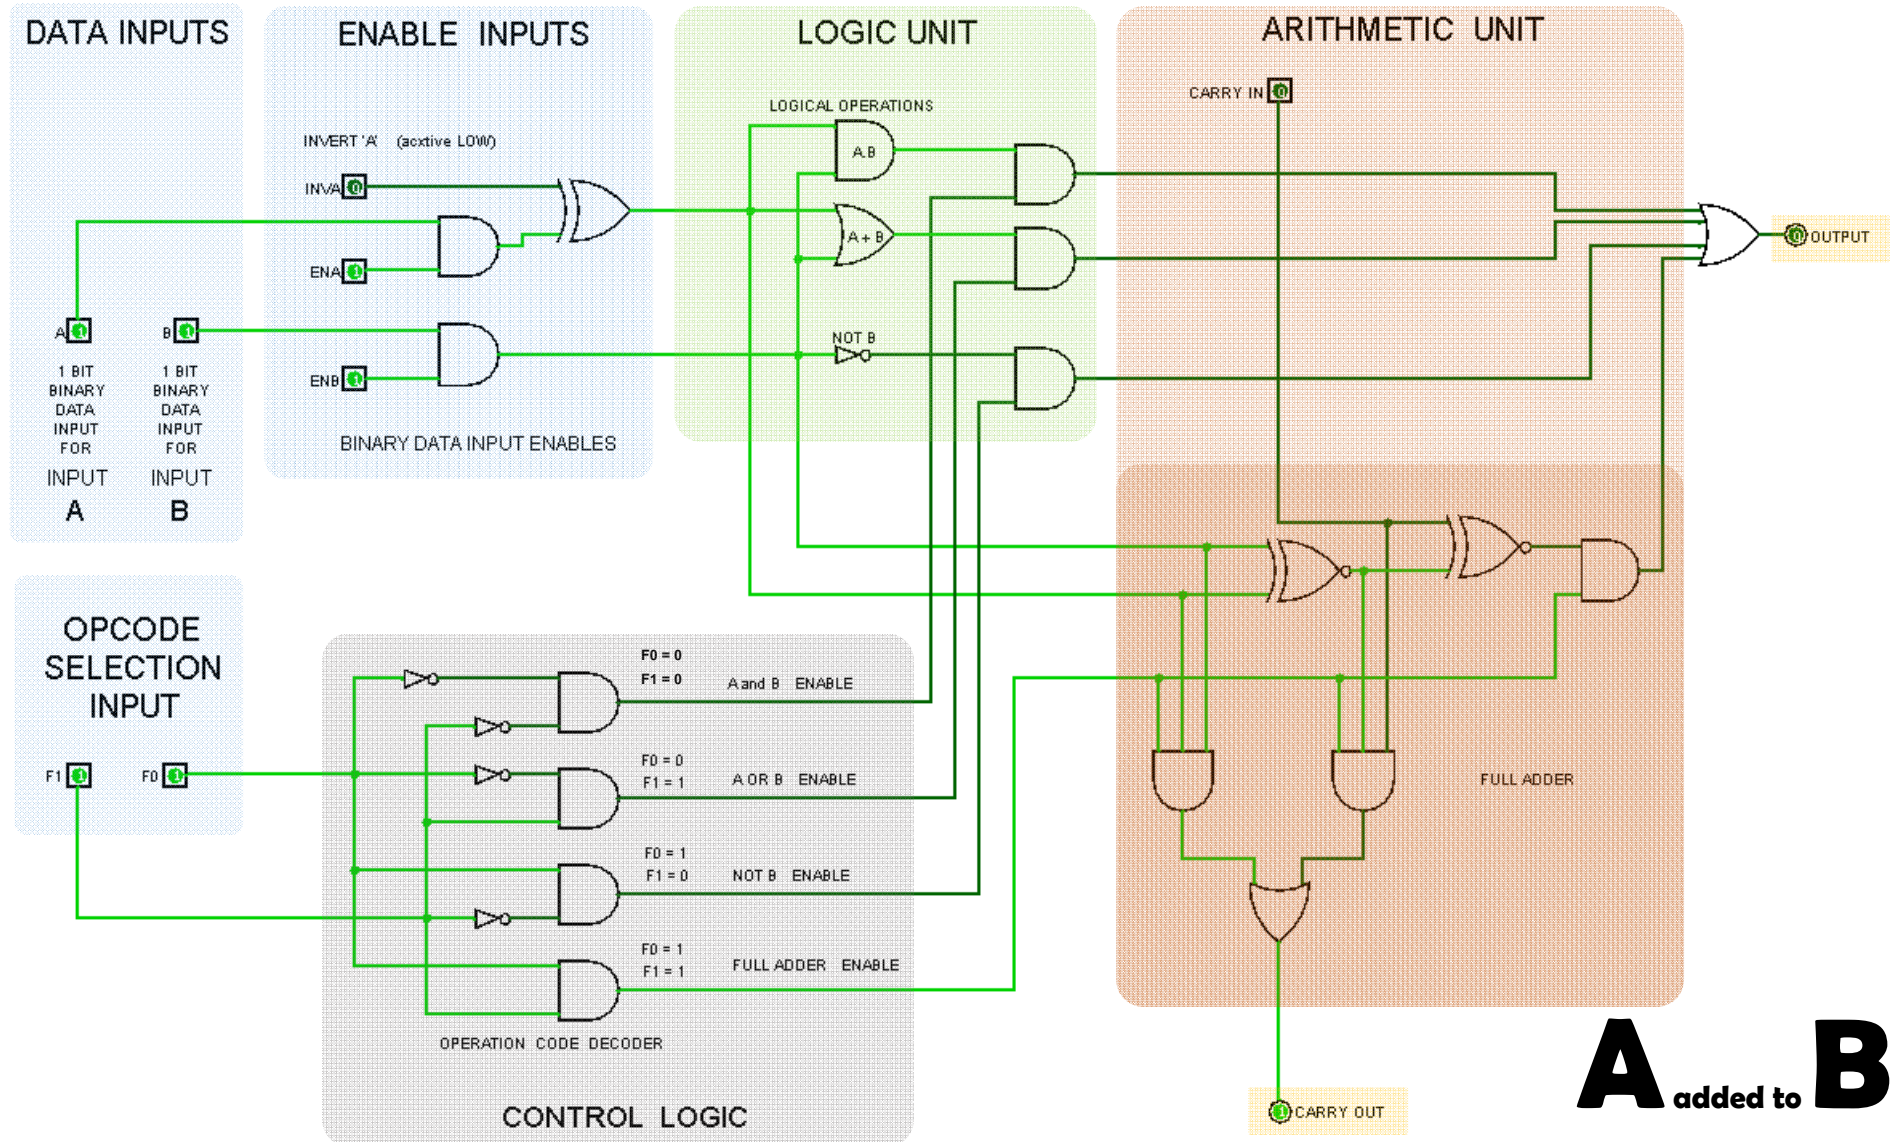 DATA INPUTS
ENABLE INPUTS
LOGIC UNIT
ARITHMETIC UNIT
CARRY IN
0
LOGICAL OPERATIONS
INVERT 'A' (acxtive LOW)
A.B
INVA
0
A + B
0
OUTPUT
ENA
1
A
1
B
1
NOT B
1 BIT
BINARY
DATA
INPUT
FOR
INPUT
A
1 BIT
BINARY
DATA
INPUT
FOR
INPUT
B
ENB
1
BINARY DATA INPUT ENABLES
OPCODE
SELECTION
INPUT
F1
1
F0
1
F0 = 0
F1 = 0
A and B ENABLE
F0 = 0
F1 = 1
A OR B ENABLE
F0 = 1
F1 = 0
NOT B ENABLE
F0 = 1
F1 = 1
FULL ADDER ENABLE
OPERATION CODE DECODER
CONTROL LOGIC
FULL ADDER
1
CARRY OUT
A added to B